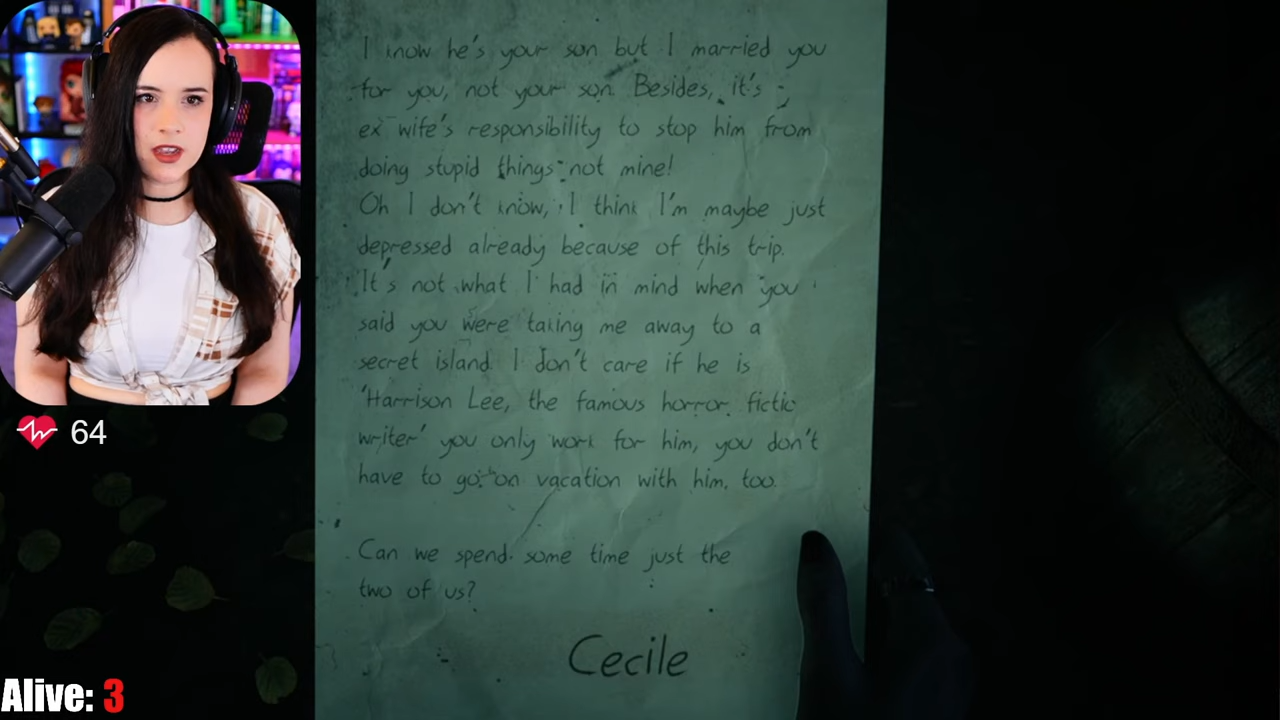 I know he's your son but I married you
for you, not your son. Besides, it's
ex wife's responsibility to stop him from
doing stupid things not mine!
Oh I don't know, I think I'm maybe just
depressed already because of this trip.
It's not what I had in mind when you
said you were taking me away to a
secret island. I don't care if he is
'Harrison Lee, the famous horror fictic
writer' you only work for him, you don't
have to go on vacation with him, too.
Can we spend some time just the
two of us?
Cecile
64
Alive: 3